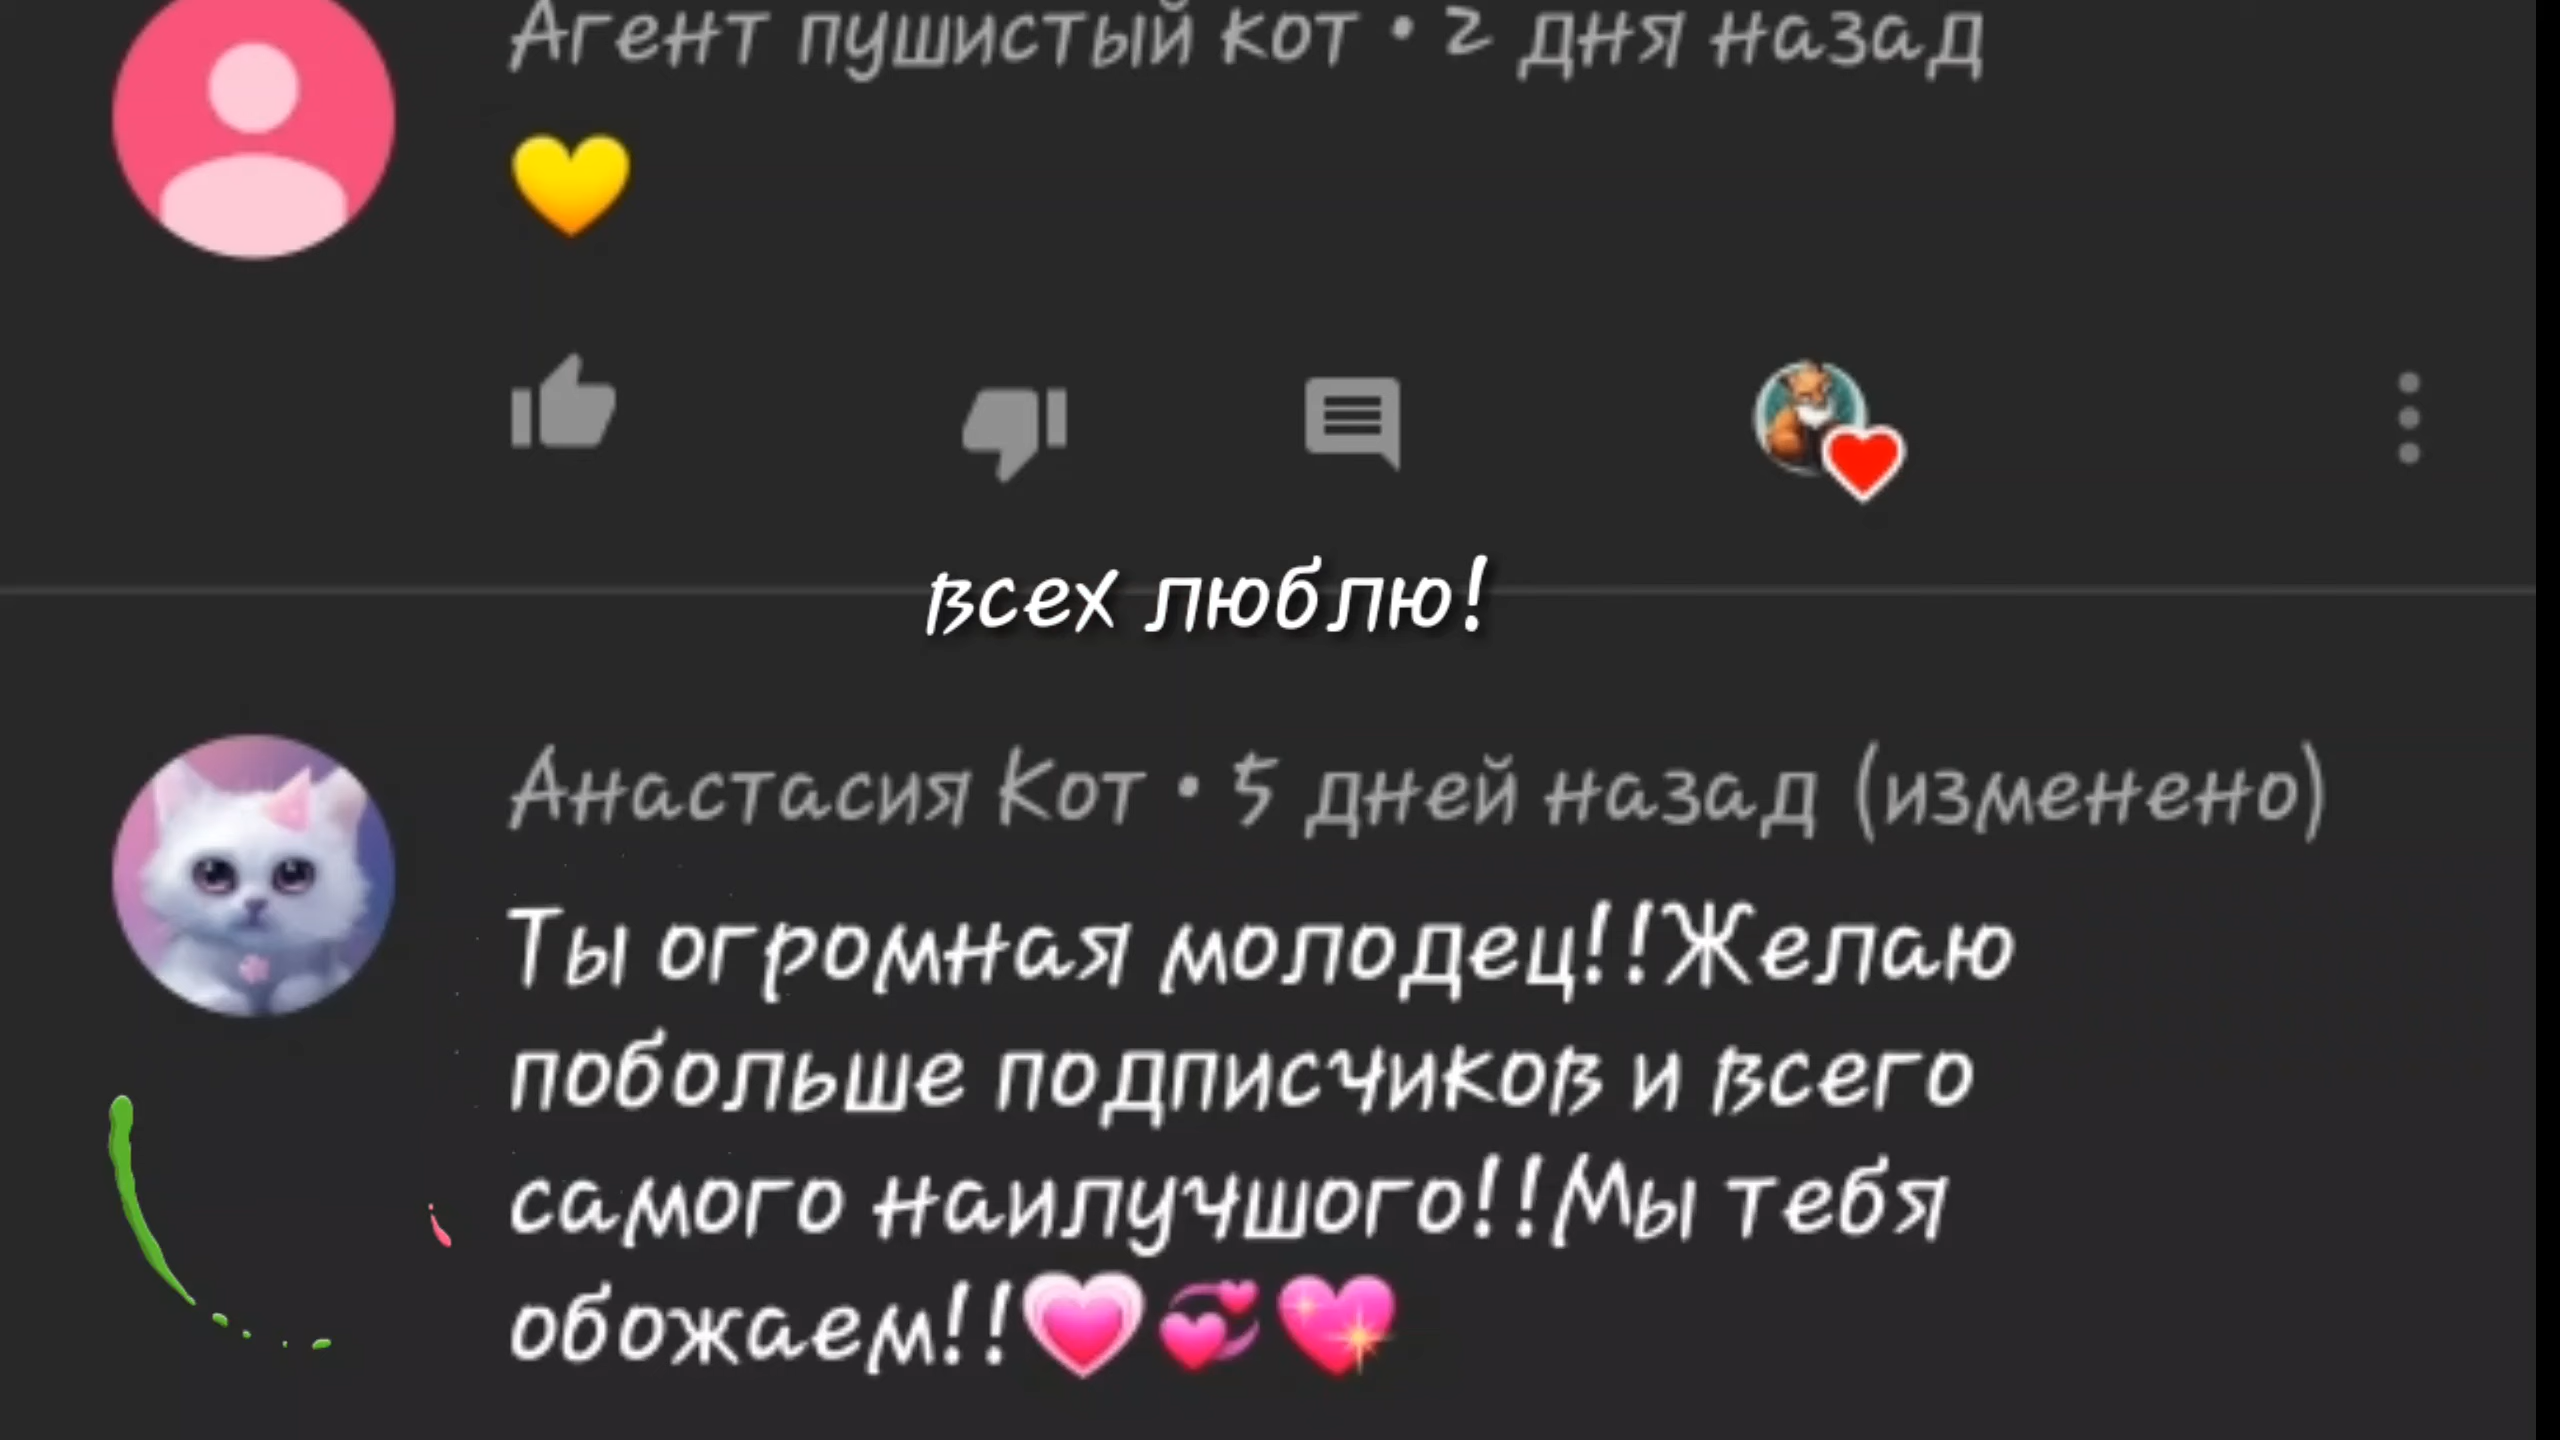 Агент пушистый кот • 2 дня назад
💛
всех люблю!
Анастасия Кот • 5 дней назад (изменено)
Ты огромная молодец!!Желаю
побольше подписчиков и всего
самого наилучшого!!Мы тебя
обожаем!!💗💞💖